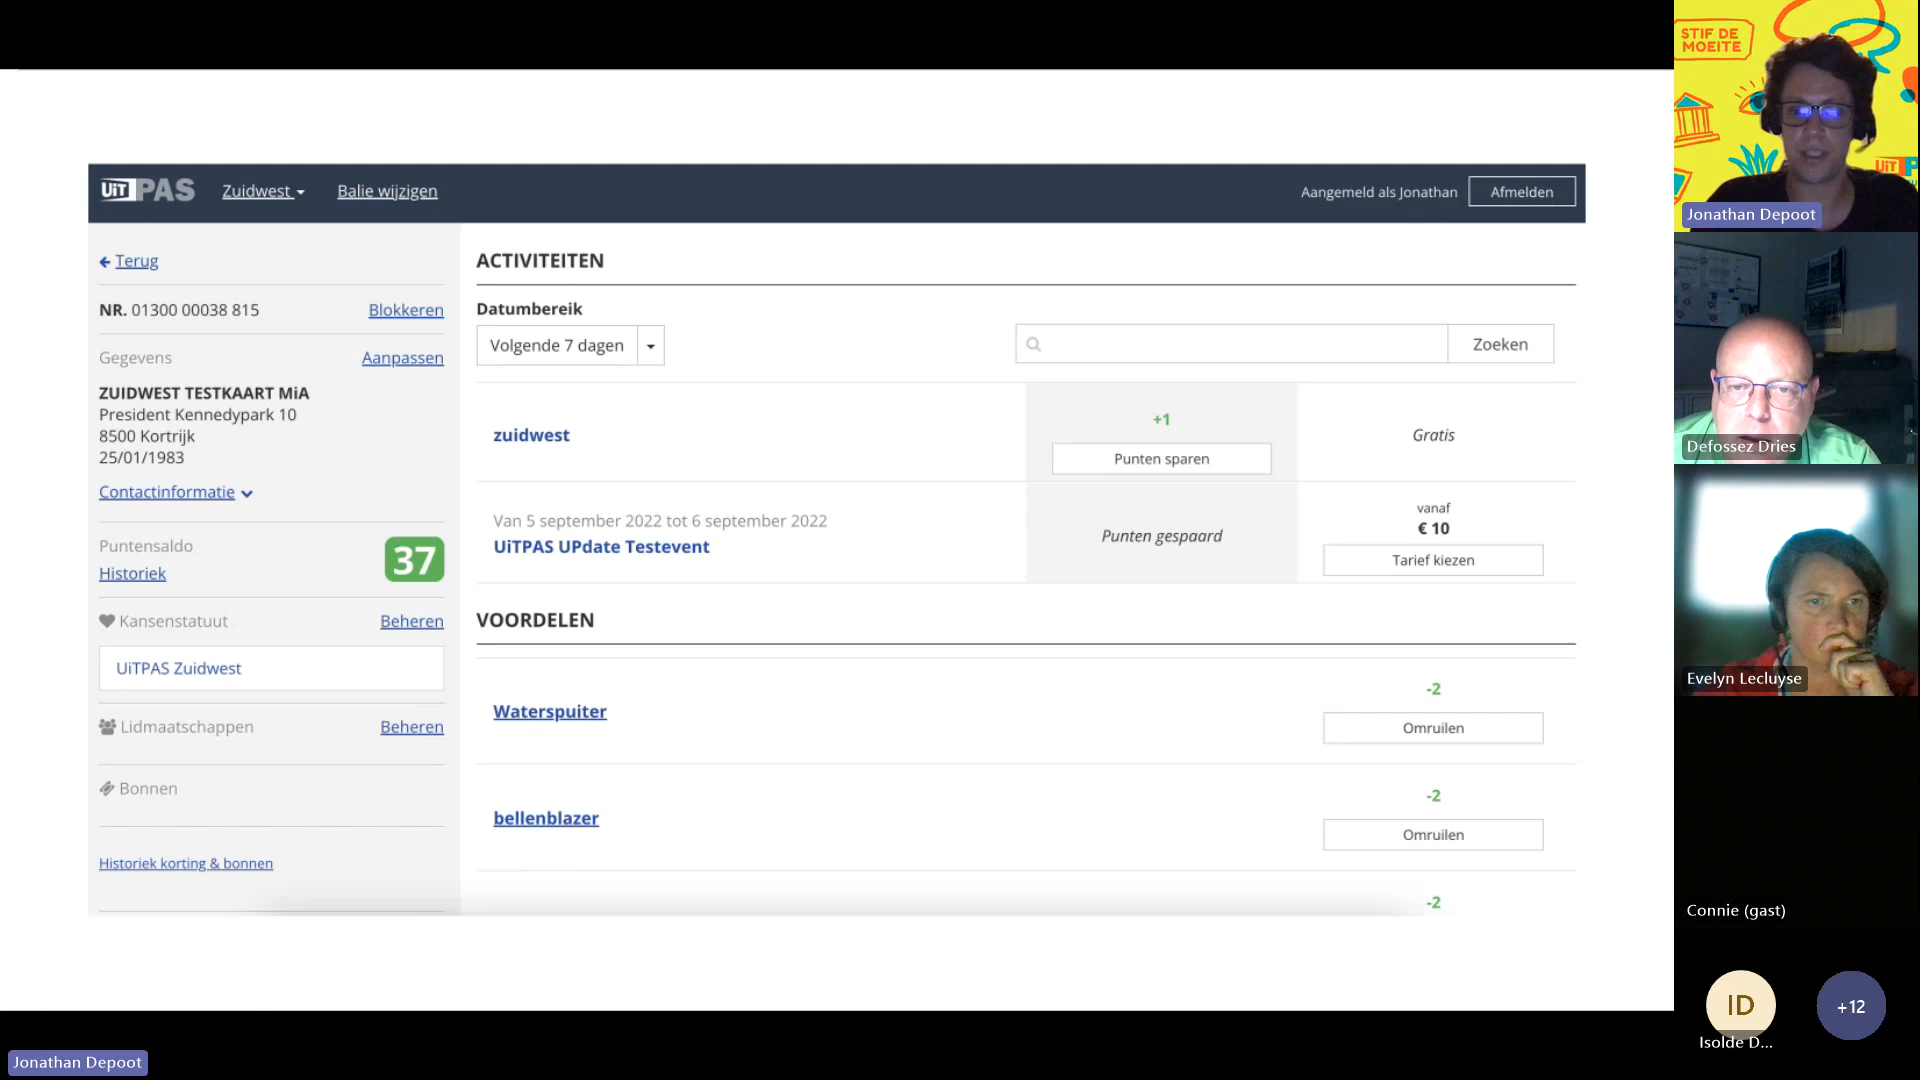 UiTPAS
Zuidwest
Balie wijzigen
Aangemeld als Jonathan
Afmelden
Terug
NR. 01300 00038 815
Blokkeren
Gegevens
Aanpassen
ZUIDWEST TESTKAART MiA
President Kennedypark 10
8500 Kortrijk
25/01/1983
Contactinformatie
Puntensaldo
37
Historiek
Kansenstatuut
Beheren
UiTPAS Zuidwest
Lidmaatschappen
Beheren
Bonnen
Historiek korting & bonnen
ACTIVITEITEN
Datumbereik
Volgende 7 dagen
Zoeken
zuidwest
+1
Punten sparen
Gratis
Van 5 september 2022 tot 6 september 2022
UiTPAS UPdate Testevent
Punten gespaard
vanaf
€ 10
Tarief kiezen
VOORDELEN
Waterspuiter
-2
Omruilen
bellenblazer
-2
Omruilen
-2
STIF DE
MOEITE
UiTP
Jonathan Depoot
Defossez Dries
Evelyn Lecluyse
Connie (gast)
ID
Isolde D...
+12
Jonathan Depoot